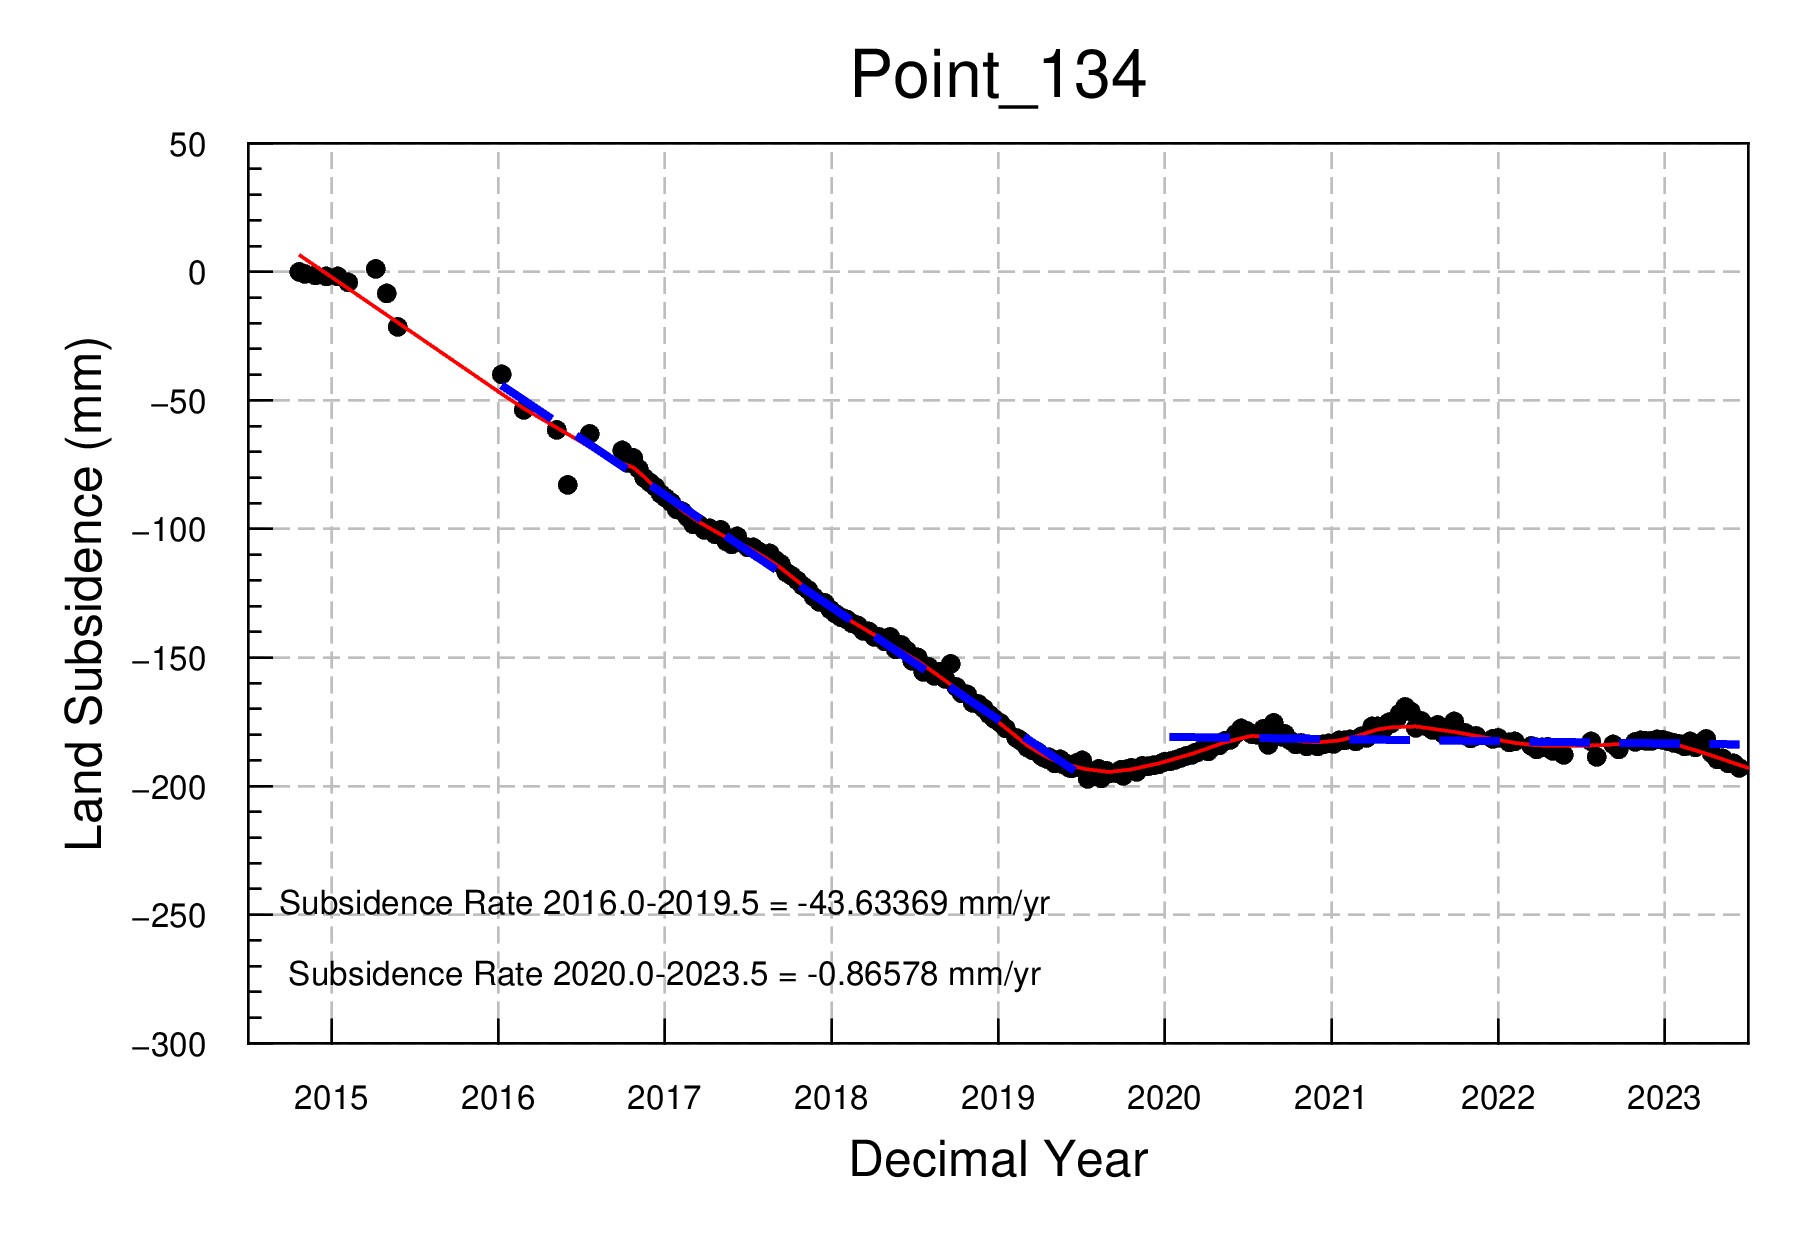 Point_134
50
0
−50
−100
−150
−200
−250
−300
Land Subsidence (mm)
Subsidence Rate 2016.0-2019.5 = -43.63369 mm/yr
Subsidence Rate 2020.0-2023.5 = -0.86578 mm/yr
2015 2016 2017 2018 2019 2020 2021 2022 2023
Decimal Year